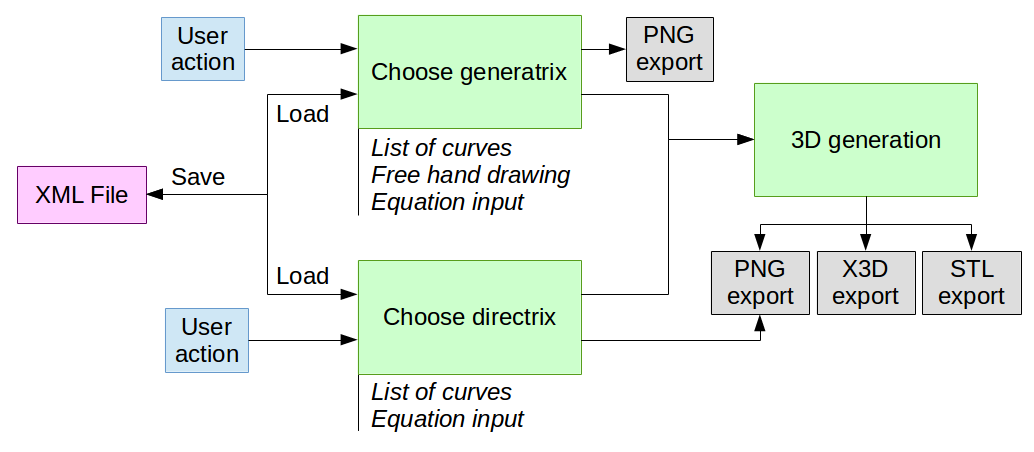 User
action
Choose generatrix
PNG
export
Load
List of curves
Free hand drawing
Equation input
3D generation
XML File
Save
Load
Choose directrix
User
action
List of curves
Equation input
PNG
export
X3D
export
STL
export